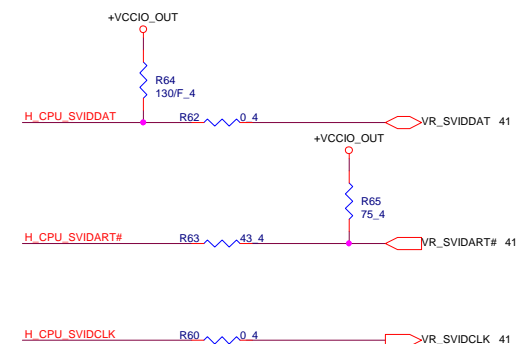 +VCCIO_OUT
R64
130/F_4
H_CPU_SVIDDAT R62 0_4 VR_SVIDDAT 41
+VCCIO_OUT
R65
75_4
H_CPU_SVIDART# R63 43_4 VR_SVIDART# 41
H_CPU_SVIDCLK R60 0_4 VR_SVIDCLK 41